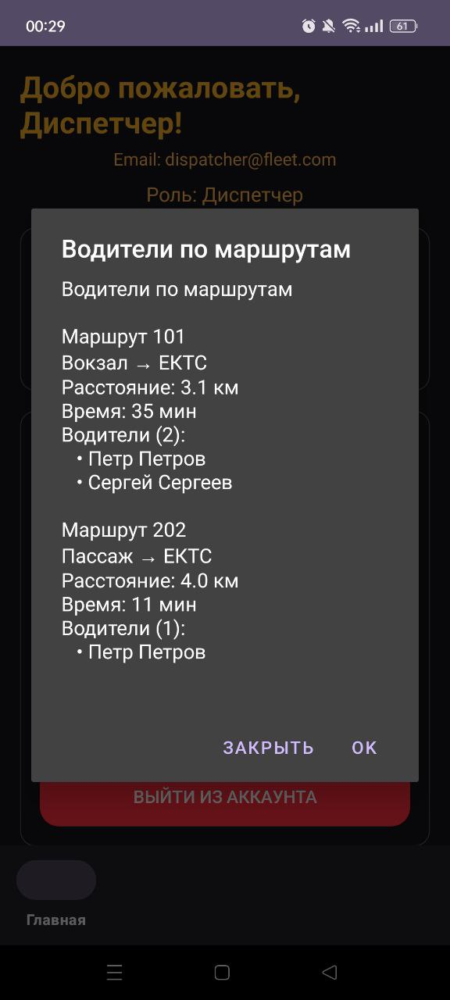 00:29
61
Добро пожаловать,
Диспетчер!
Email: dispatcher@fleet.com
Роль: Диспетчер
Водители по маршрутам
Водители по маршрутам
Маршрут 101
Вокзал → ЕКТС
Расстояние: 3.1 км
Время: 35 мин
Водители (2):
• Петр Петров
• Сергей Сергеев
Маршрут 202
Пассаж → ЕКТС
Расстояние: 4.0 км
Время: 11 мин
Водители (1):
• Петр Петров
ЗАКРЫТЬ OK
ВЫЙТИ ИЗ АККАУНТА
Главная